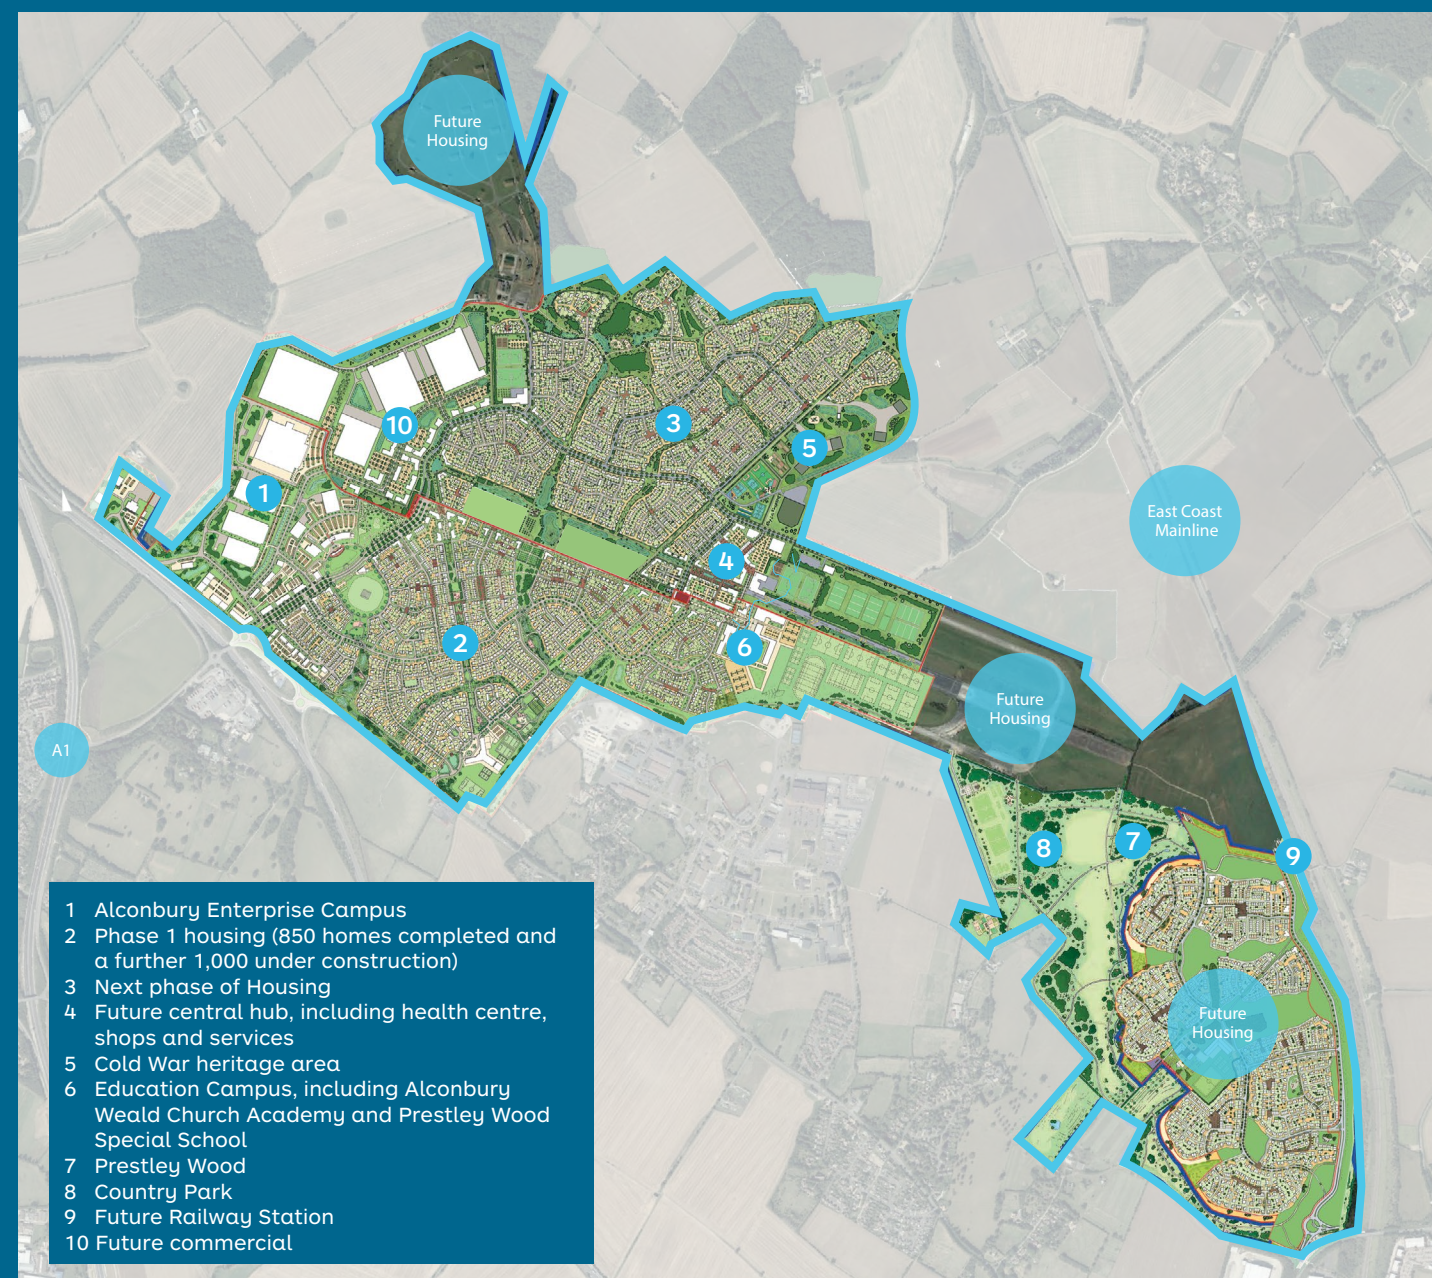 Future
Housing
10
3
5
1
4
2
6
East Coast
Mainline
Future
Housing
A1
8
7
9
Future
Housing
1 Alconbury Enterprise Campus
2 Phase 1 housing (850 homes completed and
a further 1,000 under construction)
3 Next phase of Housing
4 Future central hub, including health centre,
shops and services
5 Cold War heritage area
6 Education Campus, including Alconbury
Weald Church Academy and Prestley Wood
Special School
7 Prestley Wood
8 Country Park
9 Future Railway Station
10 Future commercial